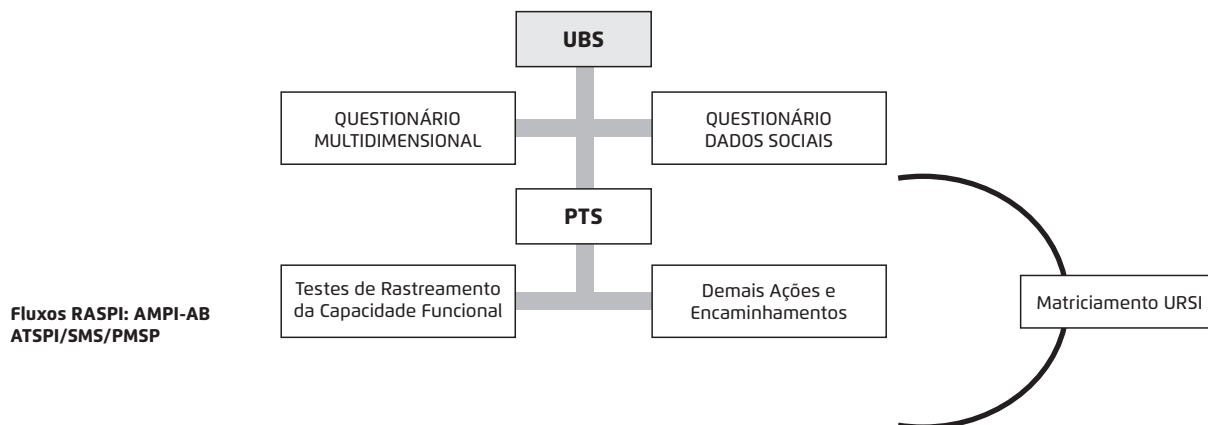 UBS
QUESTIONÁRIO
MULTIDIMENSIONAL
QUESTIONÁRIO
DADOS SOCIAIS
PTS
Testes de Rastreamento
da Capacidade Funcional
Demais Ações e
Encaminhamentos
Matriciamento URSI
Fluxos RASPI: AMPI-AB
ATSPI/SMS/PMSP